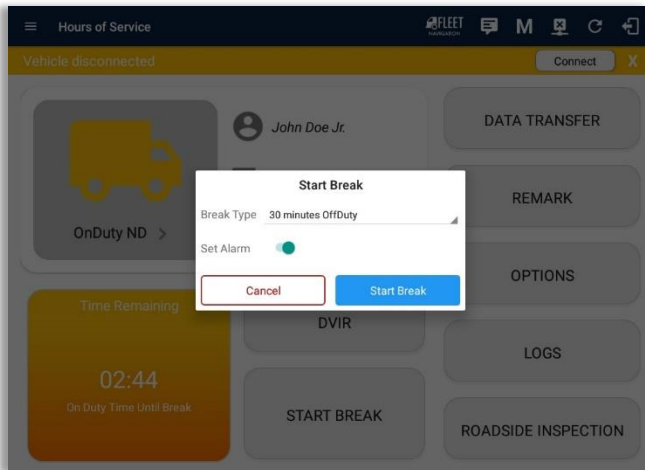 Hours of Service
FLEET
NAVIGATION
M
Vehicle disconnected
Connect
X
John Doe Jr.
OnDuty ND >
DATA TRANSFER
REMARK
OPTIONS
LOGS
ROADSIDE INSPECTION
Start Break
Break Type 30 minutes OffDuty
Set Alarm
Cancel Start Break
Time Remaining
02:44
On Duty Time Until Break
DVIR
START BREAK